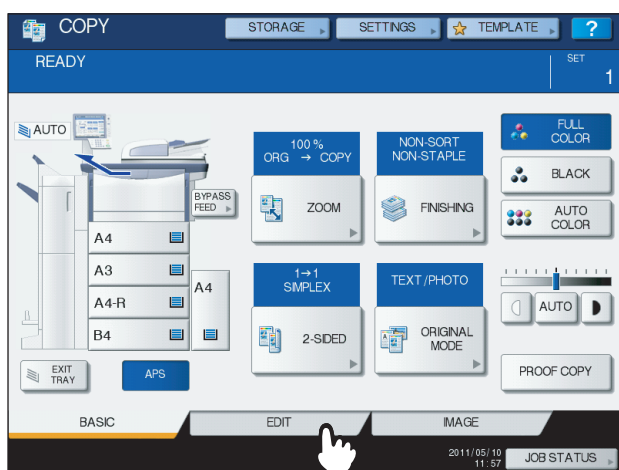 COPY
STORAGE
SETTINGS
TEMPLATE
?
READY
SET
1
AUTO
100 %
ORG → COPY
NON-SORT
NON-STAPLE
FULL
COLOR
BLACK
AUTO
COLOR
BYPASS
FEED
ZOOM
FINISHING
A4
A3
A4-R
B4
A4
1→1
SIMPLEX
TEXT/PHOTO
2-SIDED
ORIGINAL
MODE
AUTO
EXIT
TRAY
APS
PROOF COPY
BASIC
EDIT
IMAGE
2011/05/10
11:57
JOB STATUS